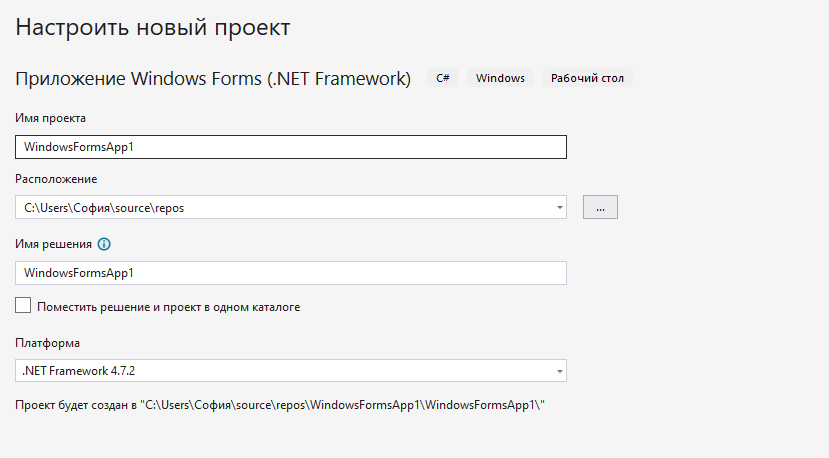 Настроить новый проект
Приложение Windows Forms (.NET Framework) C# Windows Рабочий стол
Имя проекта
WindowsFormsApp1
Расположение
C:\Users\София\source\repos ...
Имя решения
WindowsFormsApp1
Поместить решение и проект в одном каталоге
Платформа
.NET Framework 4.7.2
Проект будет создан в "C:\Users\София\source\repos\WindowsFormsApp1\WindowsFormsApp1\"